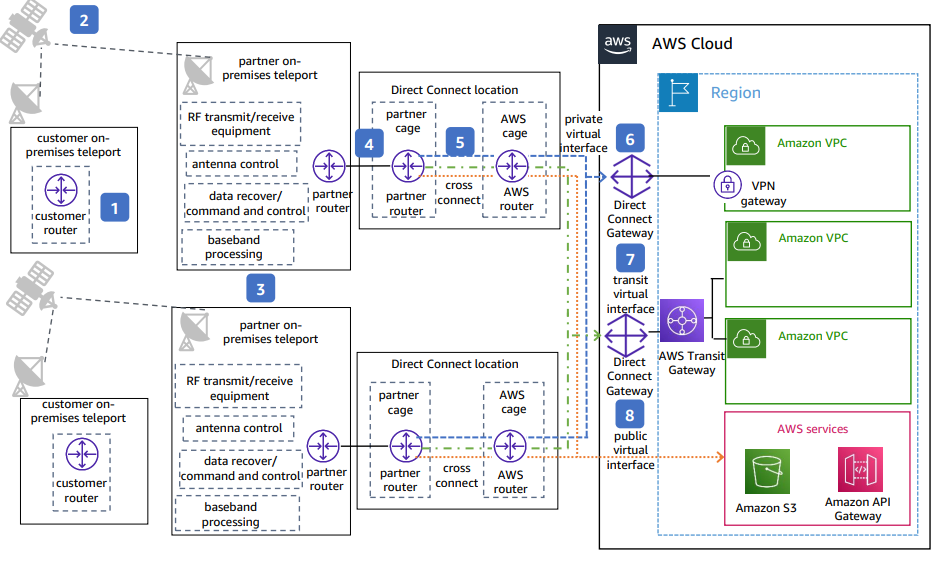 2
aws
AWS Cloud
Region
customer on-
premises teleport
customer
router
1
partner on-
premises teleport
RF transmit/receive
equipment
antenna control
data recover/
command and control
baseband
processing
partner
router
4
Direct Connect location
partner
cage
5
AWS
cage
cross
connect
partner
router
AWS
router
private
virtual
interface
6
Direct
Connect
Gateway
Amazon VPC
VPN
gateway
7
transit
virtual
interface
Direct
Connect
Gateway
AWS Transit
Gateway
Amazon VPC
Amazon VPC
3
customer on-
premises teleport
customer
router
partner on-
premises teleport
RF transmit/receive
equipment
antenna control
data recover/
command and control
baseband
processing
partner
router
Direct Connect location
partner
cage
AWS
cage
partner
router
cross
connect
AWS
router
8
public
virtual
interface
AWS services
Amazon S3
Amazon API
Gateway